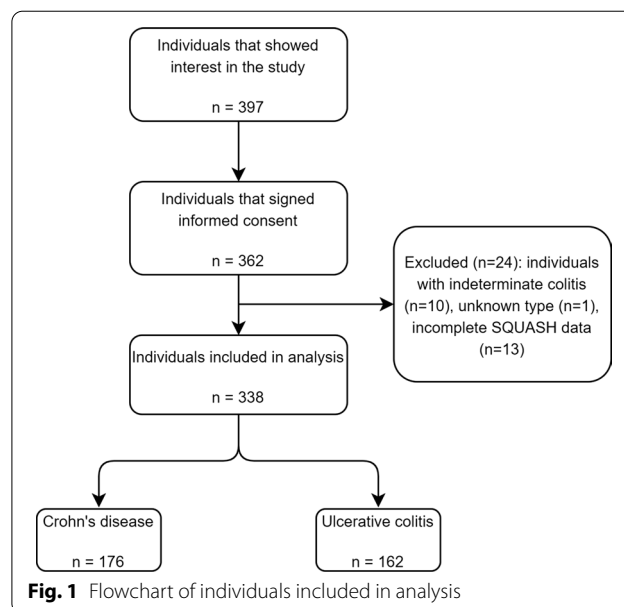 Individuals that showed
interest in the study
n = 397
Individuals that signed
informed consent
n = 362
Excluded (n=24): individuals
with indeterminate colitis
(n=10), unknown type (n=1),
incomplete SQUASH data
(n=13)
Individuals included in analysis
n = 338
Crohn's disease
n = 176
Ulcerative colitis
n = 162
Fig. 1 Flowchart of individuals included in analysis